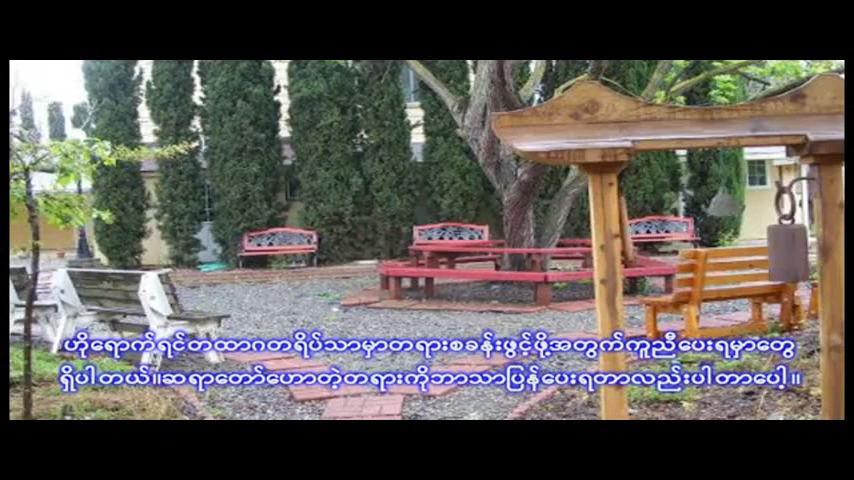 ဟိုရောက်ရင်တထာဂတရိပ်သာမှာတရားစခန်းဖွင့်ဖို့အတွက်ကူညီပေးရမှာတွေ
ရှိပါတယ်။ဆရာတော်ဟောတဲ့တရားကိုဘာသာပြန်ပေးရတာလည်းပါတာပေါ့။